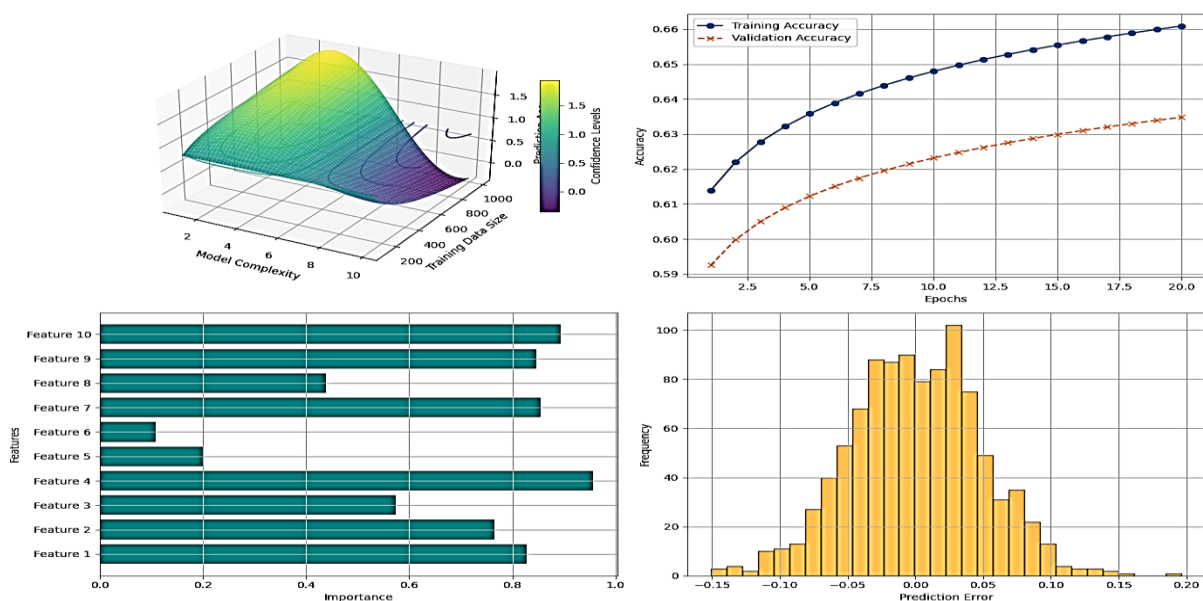 1.5
1.0
0.5
0.0
Confidence Levels
1.5
1.0
0.5
0.0
2
4
6
8
10
Model Complexity
200
400
600
800
1000
Training Data Size
Training Accuracy
Validation Accuracy
0.66
0.65
0.64
0.63
0.62
0.61
0.60
0.59
Accuracy
2.5 5.0 7.5 10.0 12.5 15.0 17.5 20.0
Epochs
Features
Feature 10
Feature 9
Feature 8
Feature 7
Feature 6
Feature 5
Feature 4
Feature 3
Feature 2
Feature 1
0.0 0.2 0.4 0.6 0.8 1.0
Importance
Frequency
100
80
60
40
20
0
−0.15 −0.10 −0.05 0.00 0.05 0.10 0.15 0.20
Prediction Error